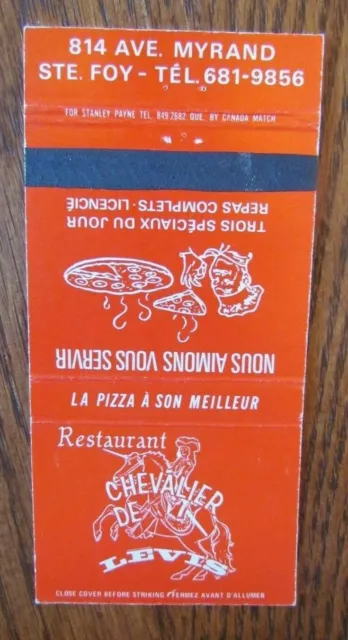 814 AVE. MYRAND
STE. FOY - TÉL. 681-9856
FOR STANLEY PAYNE TEL. 849.2682 QUE. BY CANADA MATCH
NOUS AIMONS VOUS SERVIR
TROIS SPÉCIAUX DU JOUR
REPAS COMPLETS - LICENCIÉ
LA PIZZA À SON MEILLEUR
Restaurant
CHEVALIER
DE
LEVIS
CLOSE COVER BEFORE STRIKING / FERMEZ AVANT D'ALLUMER